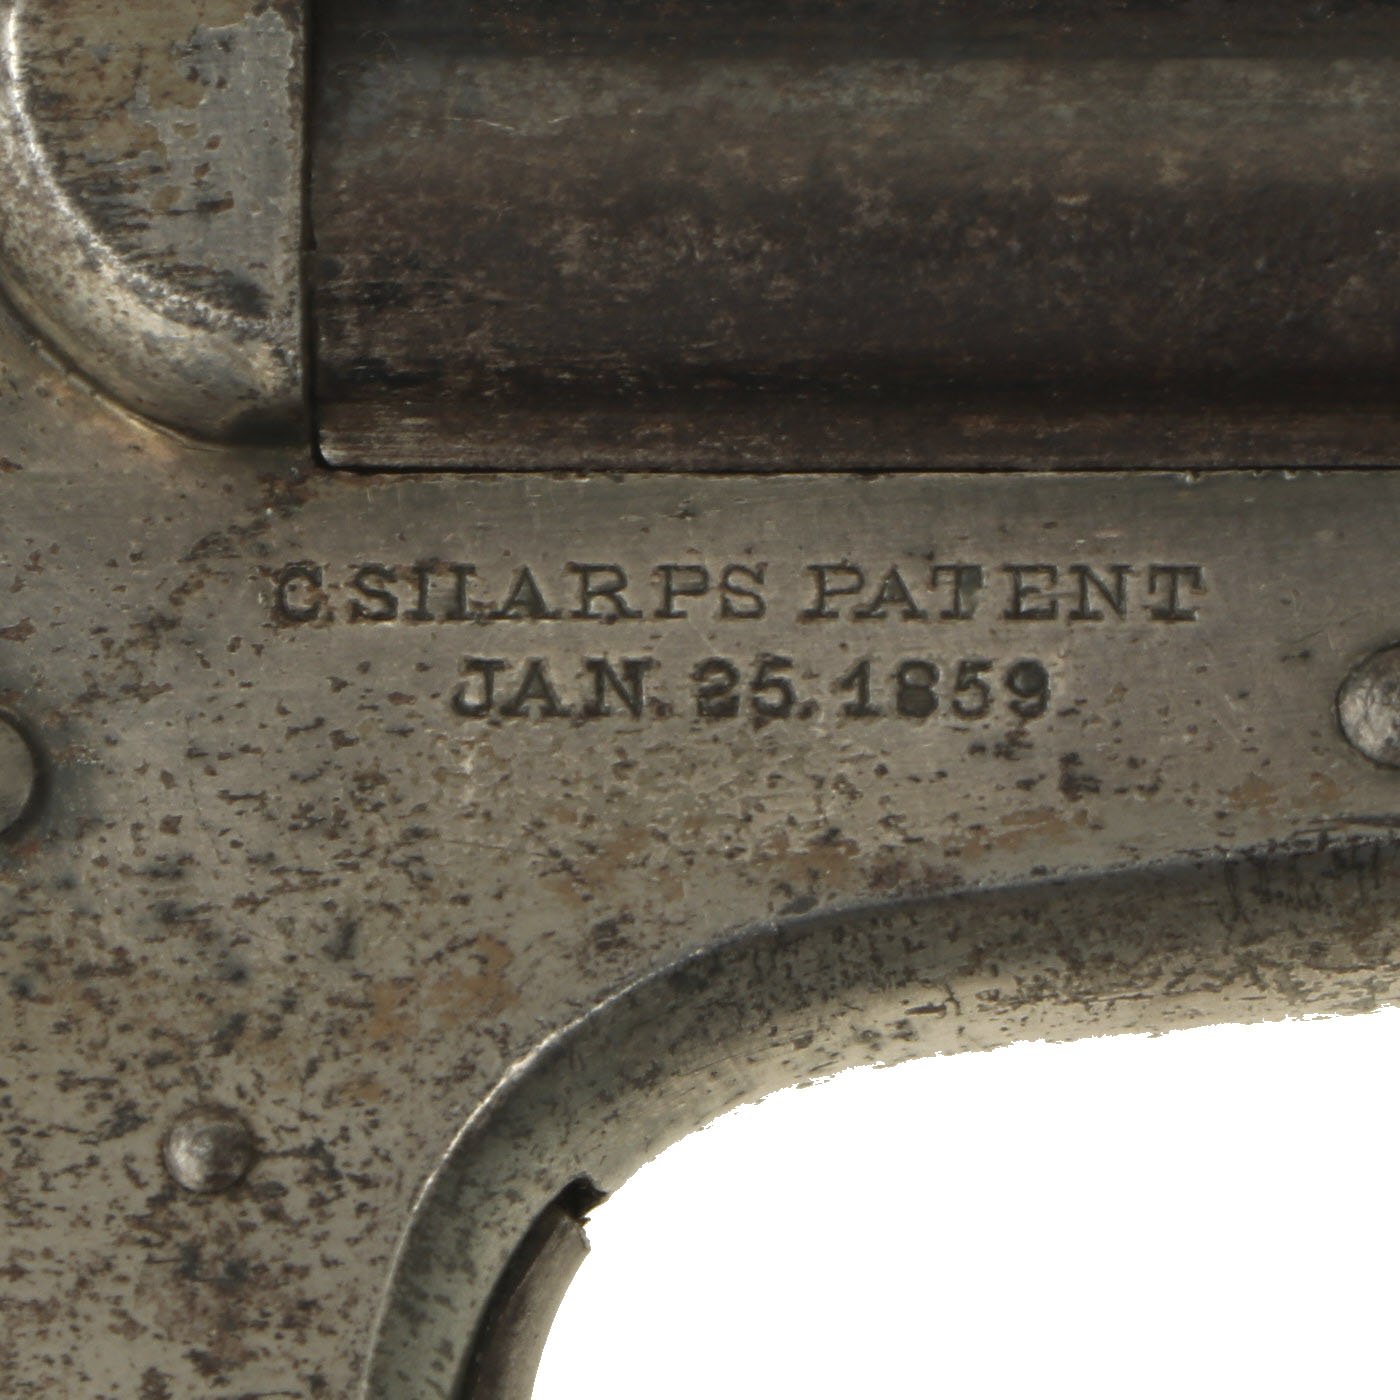 C. SHARPS PATENT
JAN. 25. 1859